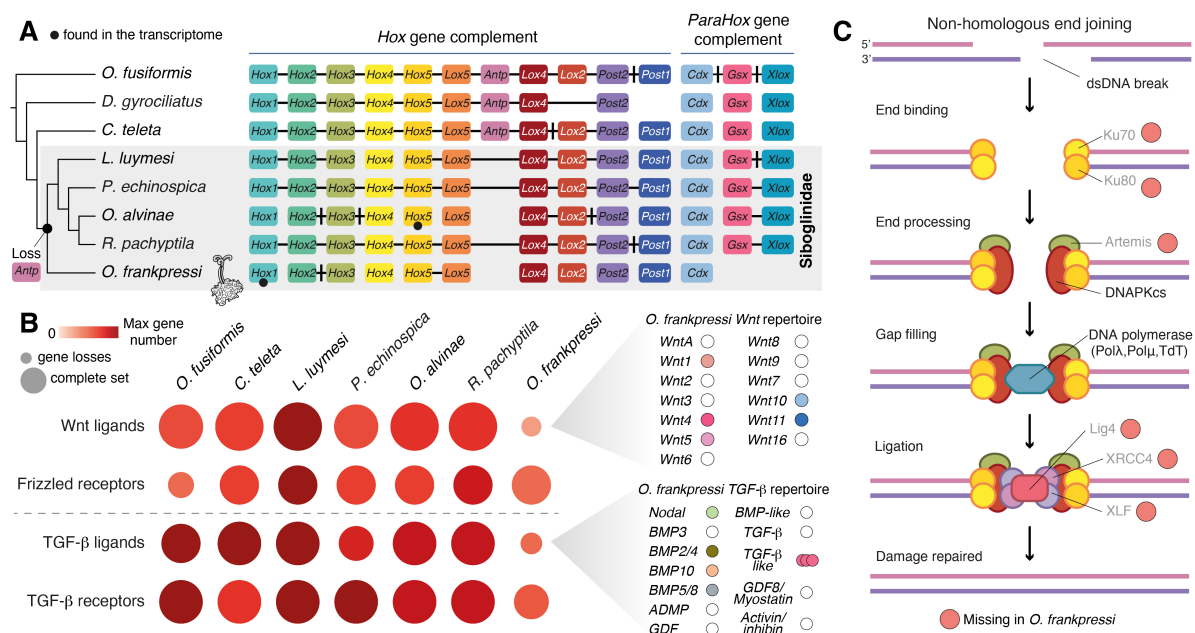 A
found in the transcriptome
Hox gene complement
ParaHox gene
complement
O. fusiformis
Hox1 Hox2 Hox3 Hox4 Hox5 Lox5 Antp Lox4 Lox2 Post2 Post1 Cdx Gsx Xlox
D. gyrociliatus
Hox1 Hox2 Hox3 Hox4 Hox5 Lox5 Antp Lox4 Post2 Cdx Gsx Xlox
C. teleta
Hox1 Hox2 Hox3 Hox4 Hox5 Lox5 Antp Lox4 Lox2 Post2 Post1 Cdx Gsx Xlox
L. luymesi
Hox1 Hox2 Hox3 Hox4 Hox5 Lox5 Lox4 Lox2 Post2 Post1 Cdx Gsx Xlox
P. echinospica
Hox1 Hox2 Hox3 Hox4 Hox5 Lox5 Lox4 Lox2 Post2 Post1 Cdx Gsx Xlox
O. alvinae
Hox1 Hox2 Hox3 Hox4 Hox5 Lox5 Lox4 Lox2 Post2 Post1 Cdx Gsx Xlox
R. pachyptila
Hox1 Hox2 Hox3 Hox4 Hox5 Lox5 Lox4 Lox2 Post2 Post1 Cdx Gsx Xlox
O. frankpressi
Hox1 Hox2 Hox3 Hox4 Hox5 Lox5 Lox4 Lox2 Post2 Post1 Cdx
Loss
Antp
Siboglinidae
B
0
Max gene
number
gene losses
complete set
O. fusiformis
C. teleta
L. luymesi
P. echinospica
O. alvinae
R. pachyptila
O. frankpressi
Wnt ligands
Frizzled receptors
TGF-β ligands
TGF-β receptors
O. frankpressi Wnt repertoire
WntA
Wnt1
Wnt2
Wnt3
Wnt4
Wnt5
Wnt6
Wnt8
Wnt9
Wnt7
Wnt10
Wnt11
Wnt16
O. frankpressi TGF-β repertoire
Nodal
BMP3
BMP2/4
BMP10
BMP5/8
ADMP
GDF
BMP-like
TGF-β
TGF-β
like
GDF8/
Myostatin
Activin/
inhibin
C
Non-homologous end joining
5'
3'
dsDNA break
End binding
Ku70
Ku80
End processing
Artemis
DNAPKcs
Gap filling
DNA polymerase
(Polλ,Polμ,TdT)
Ligation
Lig4
XRCC4
XLF
Damage repaired
Missing in O. frankpressi